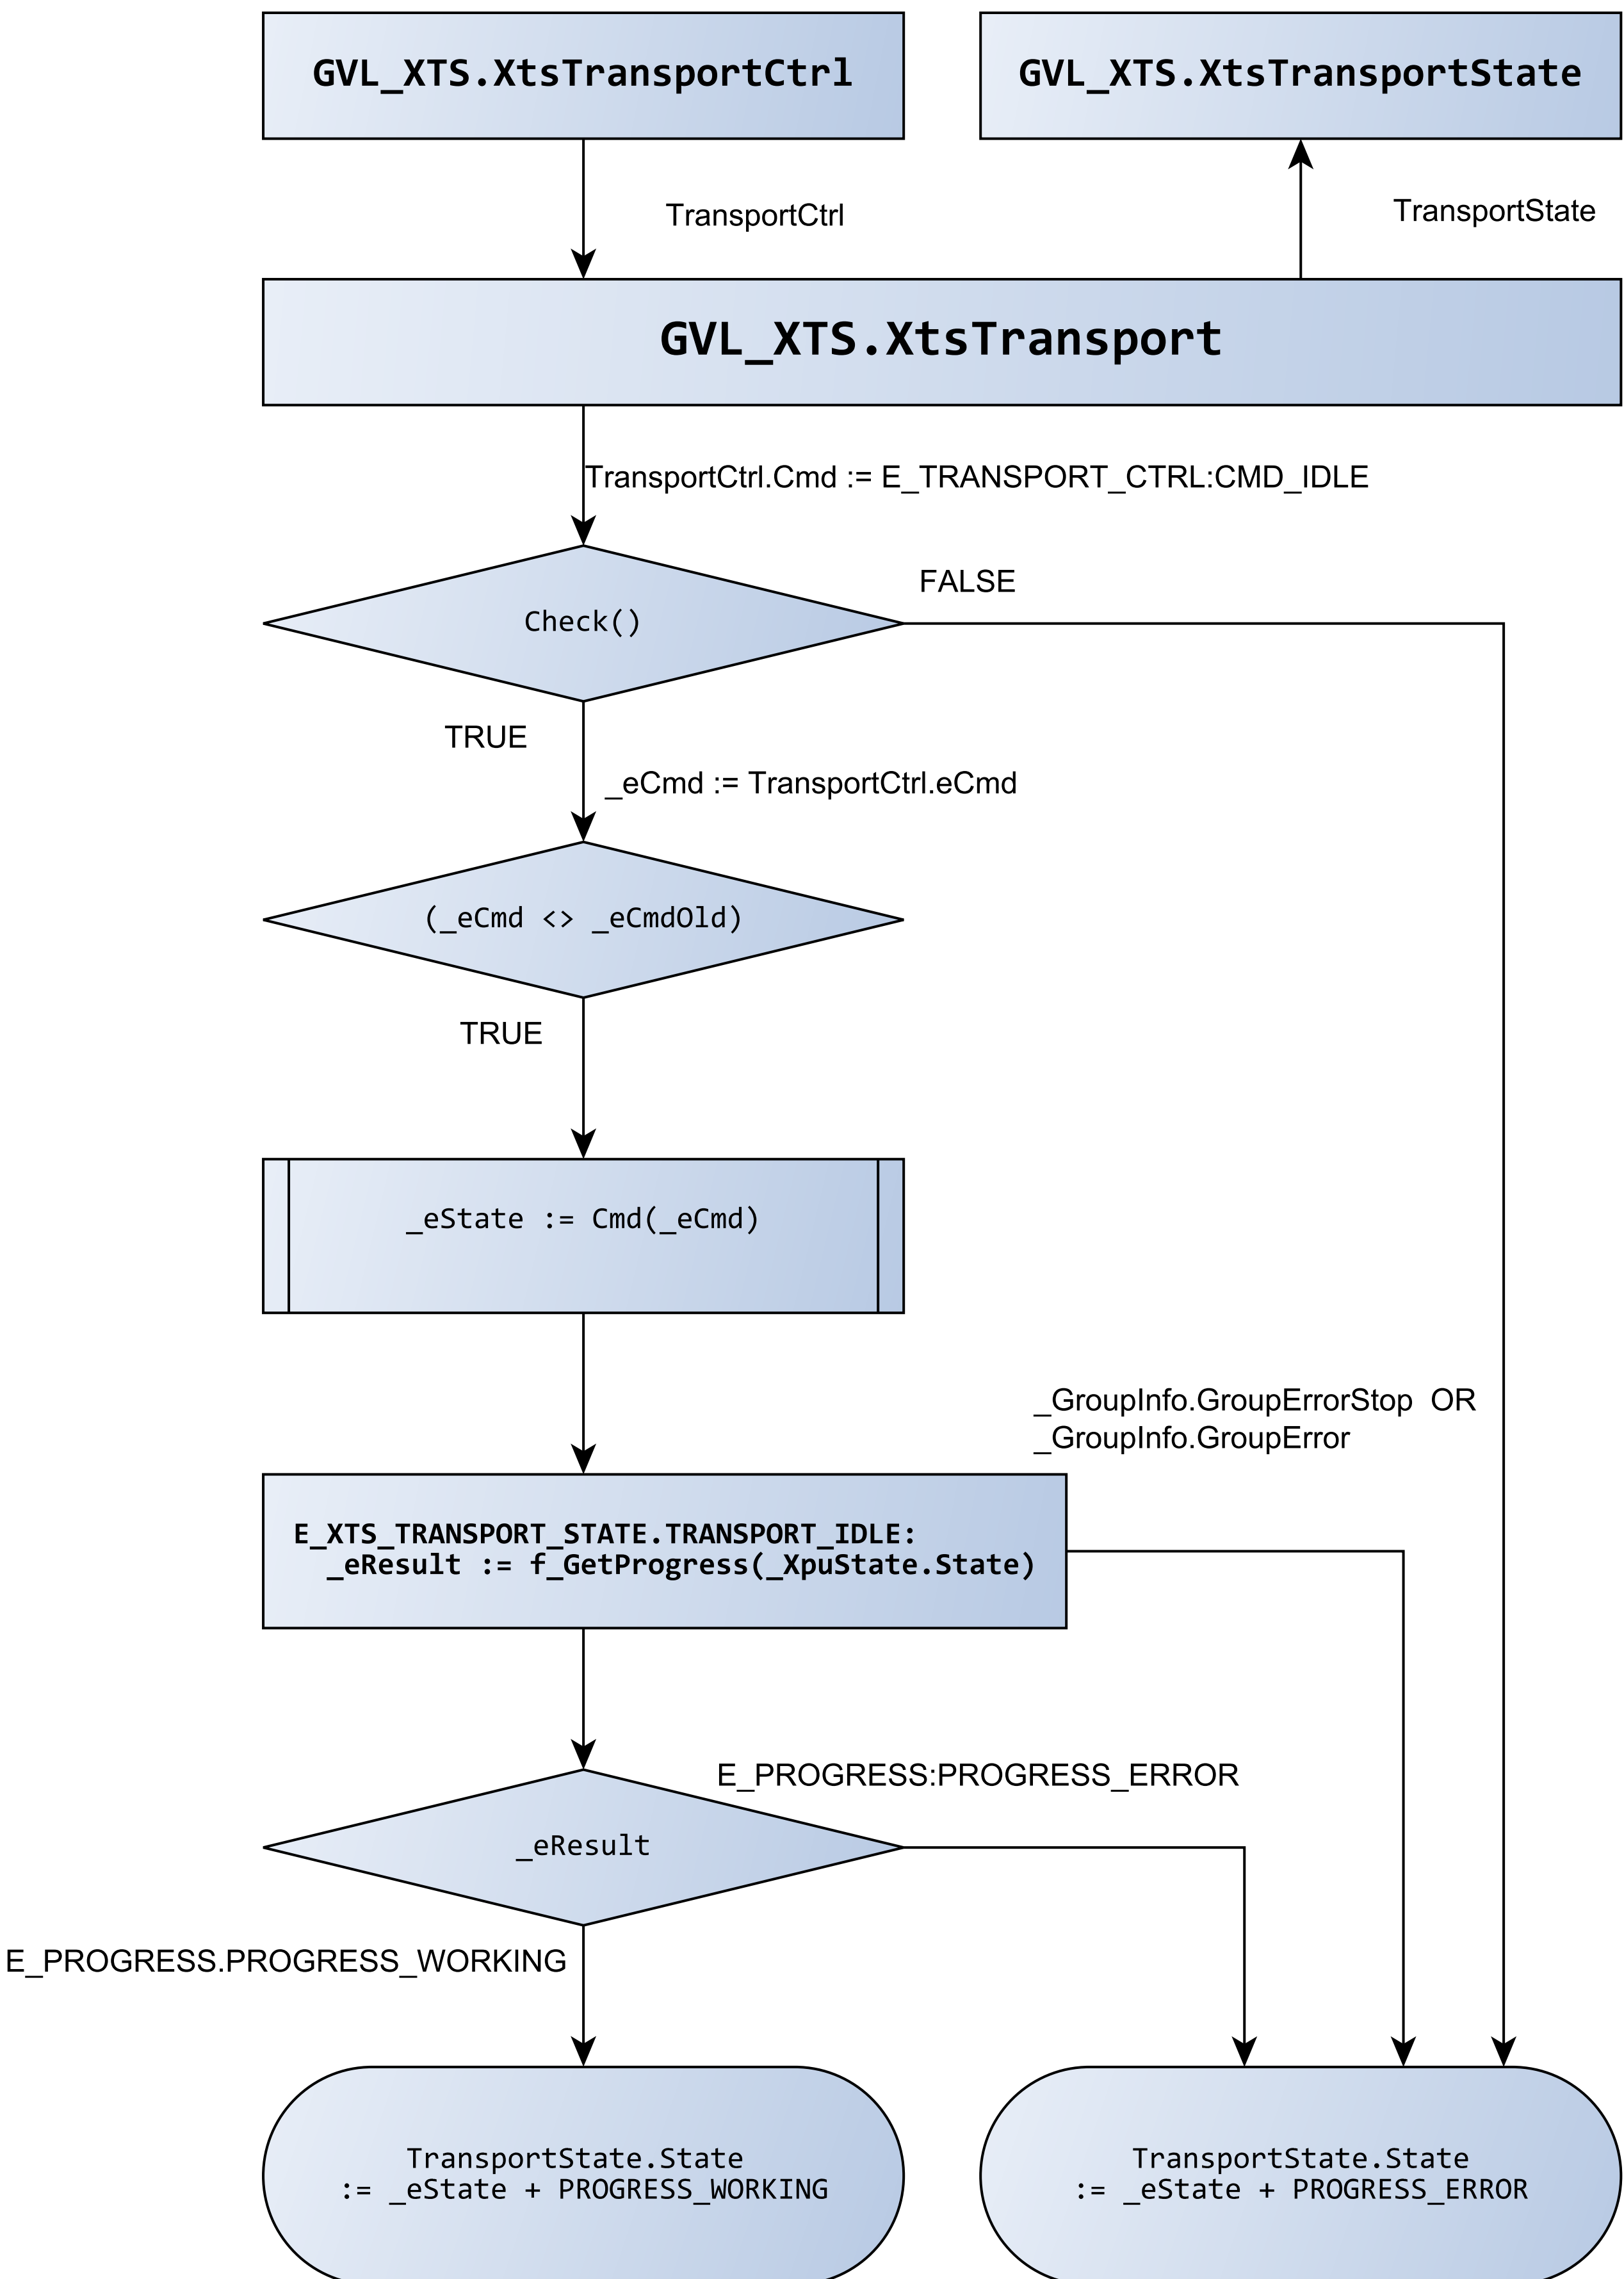 GVL_XTS.XtsTransportCtrl
GVL_XTS.XtsTransportState
TransportCtrl
TransportState
GVL_XTS.XtsTransport
TransportCtrl.Cmd := E_TRANSPORT_CTRL:CMD_IDLE
FALSE
Check()
TRUE
_eCmd := TransportCtrl.eCmd
(_eCmd <> _eCmdOld)
TRUE
_eState := Cmd(_eCmd)
_GroupInfo.GroupErrorStop  OR
_GroupInfo.GroupError
E_XTS_TRANSPORT_STATE.TRANSPORT_IDLE:
_eResult := f_GetProgress(_XpuState.State)
E_PROGRESS:PROGRESS_ERROR
_eResult
E_PROGRESS.PROGRESS_WORKING
TransportState.State
:= _eState + PROGRESS_WORKING
TransportState.State
:= _eState + PROGRESS_ERROR